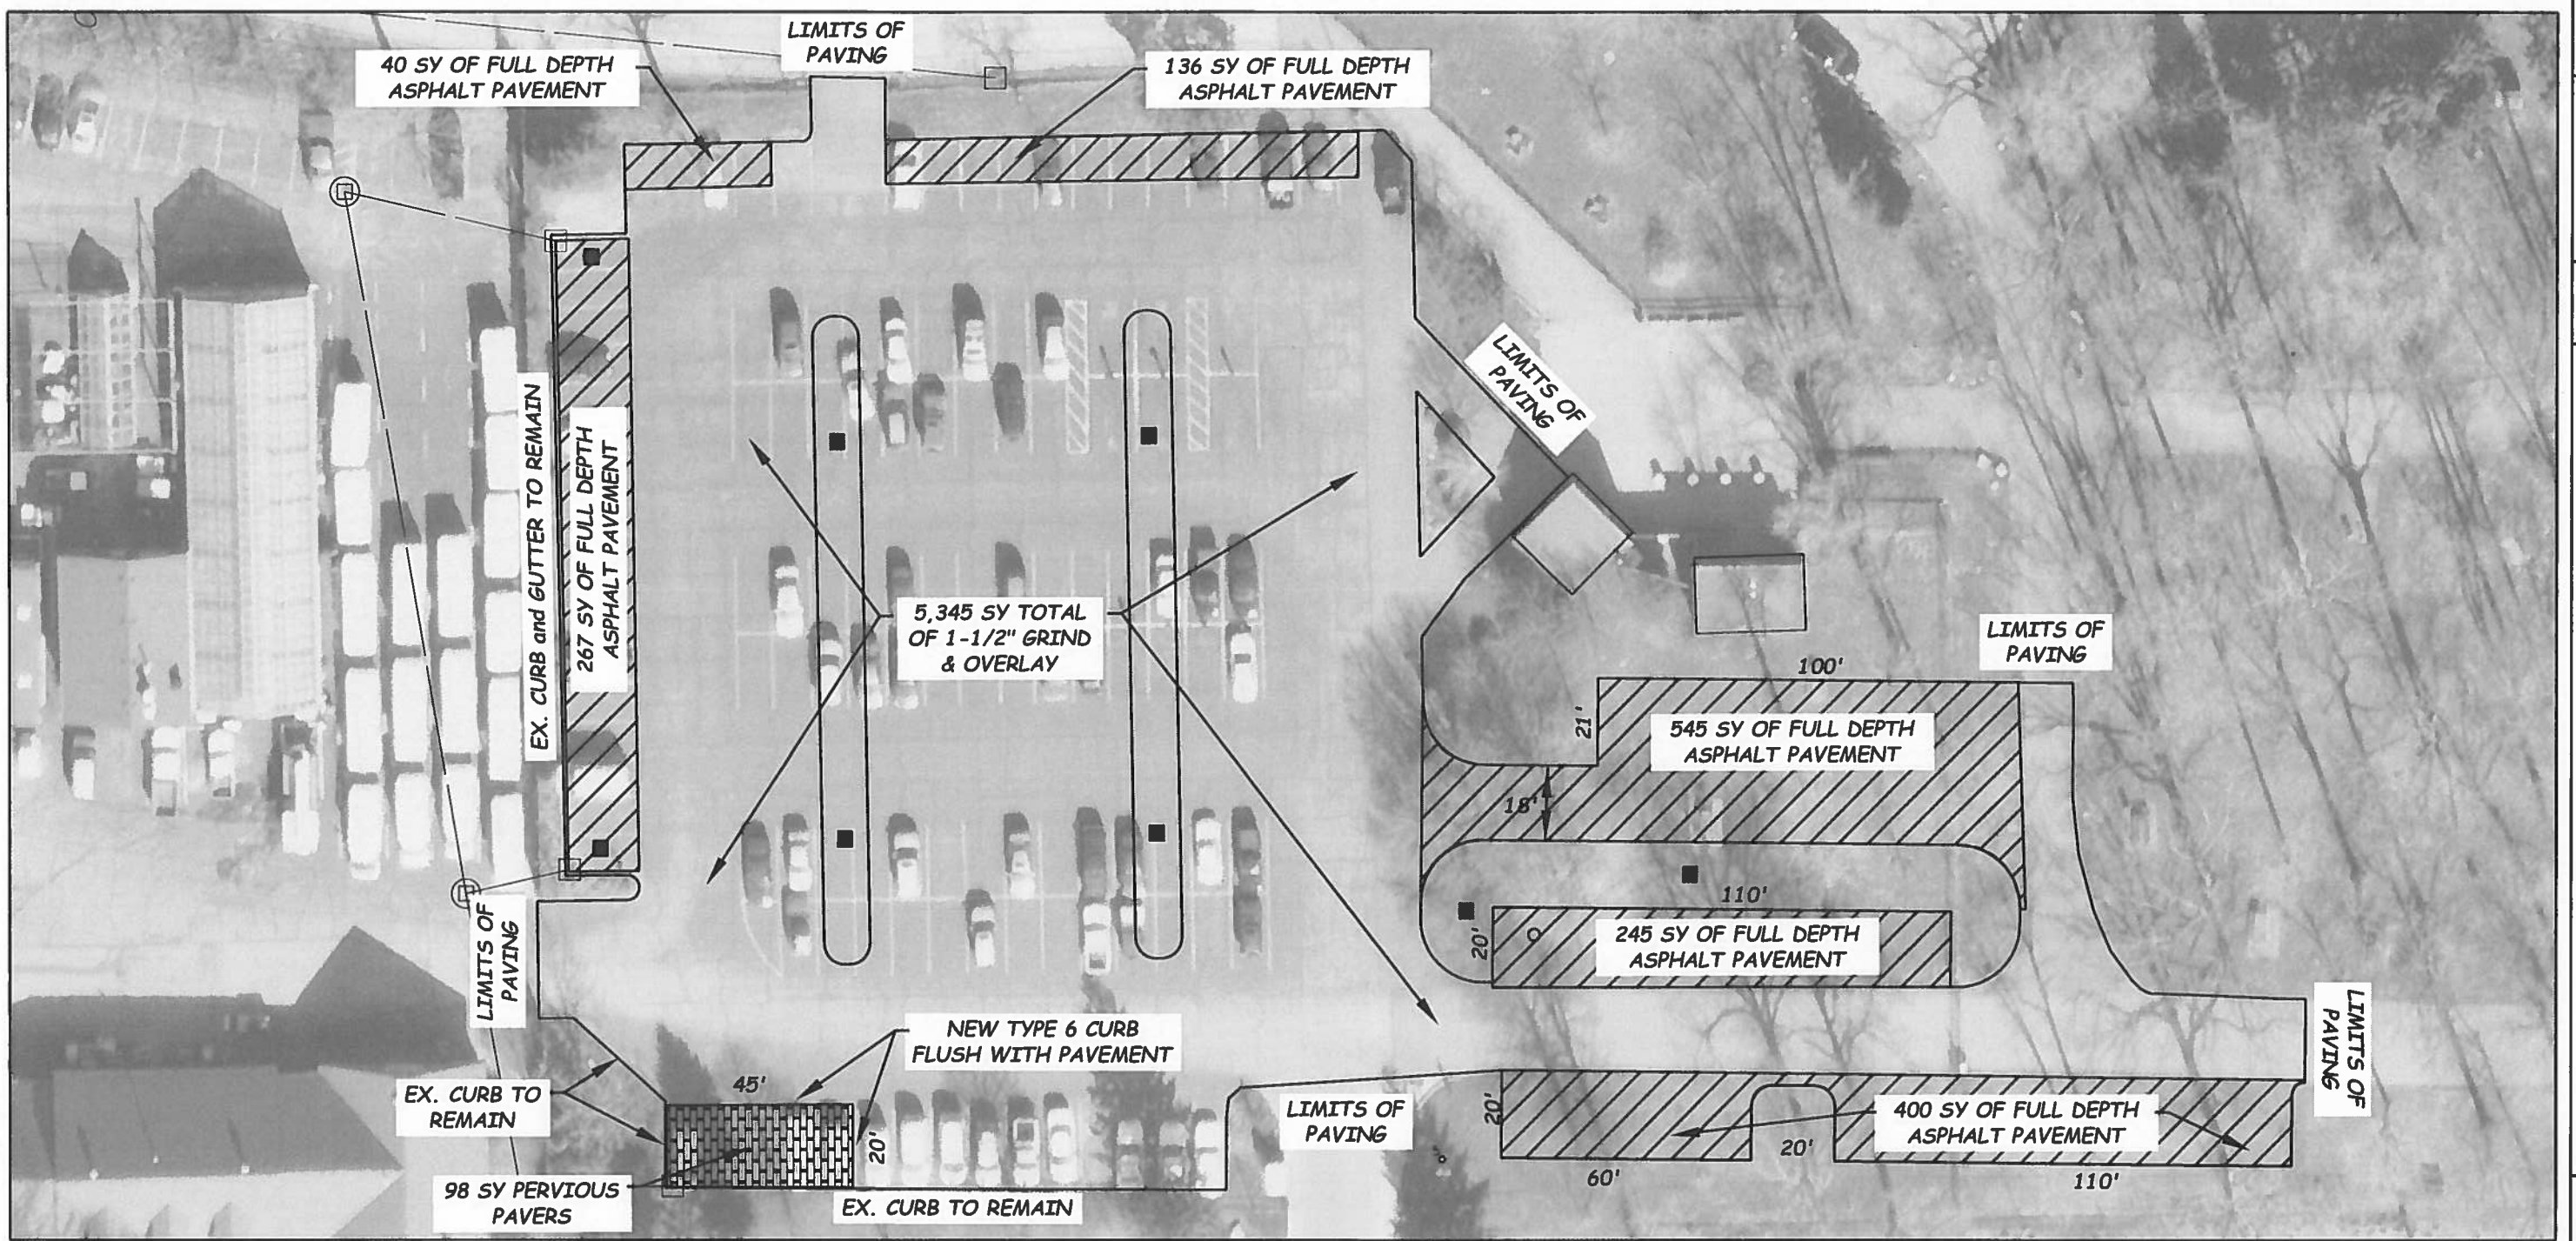 LIMITS OF
PAVING
40 SY OF FULL DEPTH
ASPHALT PAVEMENT
136 SY OF FULL DEPTH
ASPHALT PAVEMENT
LIMITS OF
PAVING
EX. CURB and GUTTER TO REMAIN
267 SY OF FULL DEPTH
ASPHALT PAVEMENT
5,345 SY TOTAL
OF 1-1/2" GRIND
& OVERLAY
LIMITS OF
PAVING
100'
21'
545 SY OF FULL DEPTH
ASPHALT PAVEMENT
18'
110'
20'
245 SY OF FULL DEPTH
ASPHALT PAVEMENT
LIMITS OF
PAVING
LIMITS OF
PAVING
NEW TYPE 6 CURB
FLUSH WITH PAVEMENT
EX. CURB TO
REMAIN
45'
20'
LIMITS OF
PAVING
20'
400 SY OF FULL DEPTH
ASPHALT PAVEMENT
20'
60'
110'
98 SY PERVIOUS
PAVERS
EX. CURB TO REMAIN